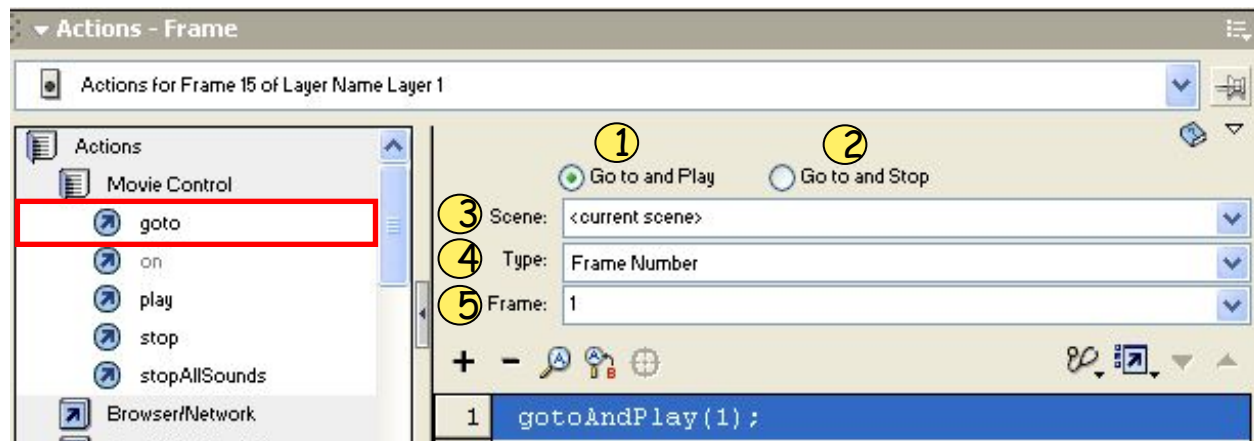 Actions - Frame
Actions for Frame 15 of Layer Name Layer 1
Actions
Movie Control
goto
on
play
stop
stopAllSounds
Browser/Network
1 2
Go to and Play Go to and Stop
3 Scene: <current scene>
4 Type: Frame Number
5 Frame: 1
1 gotoAndPlay(1);